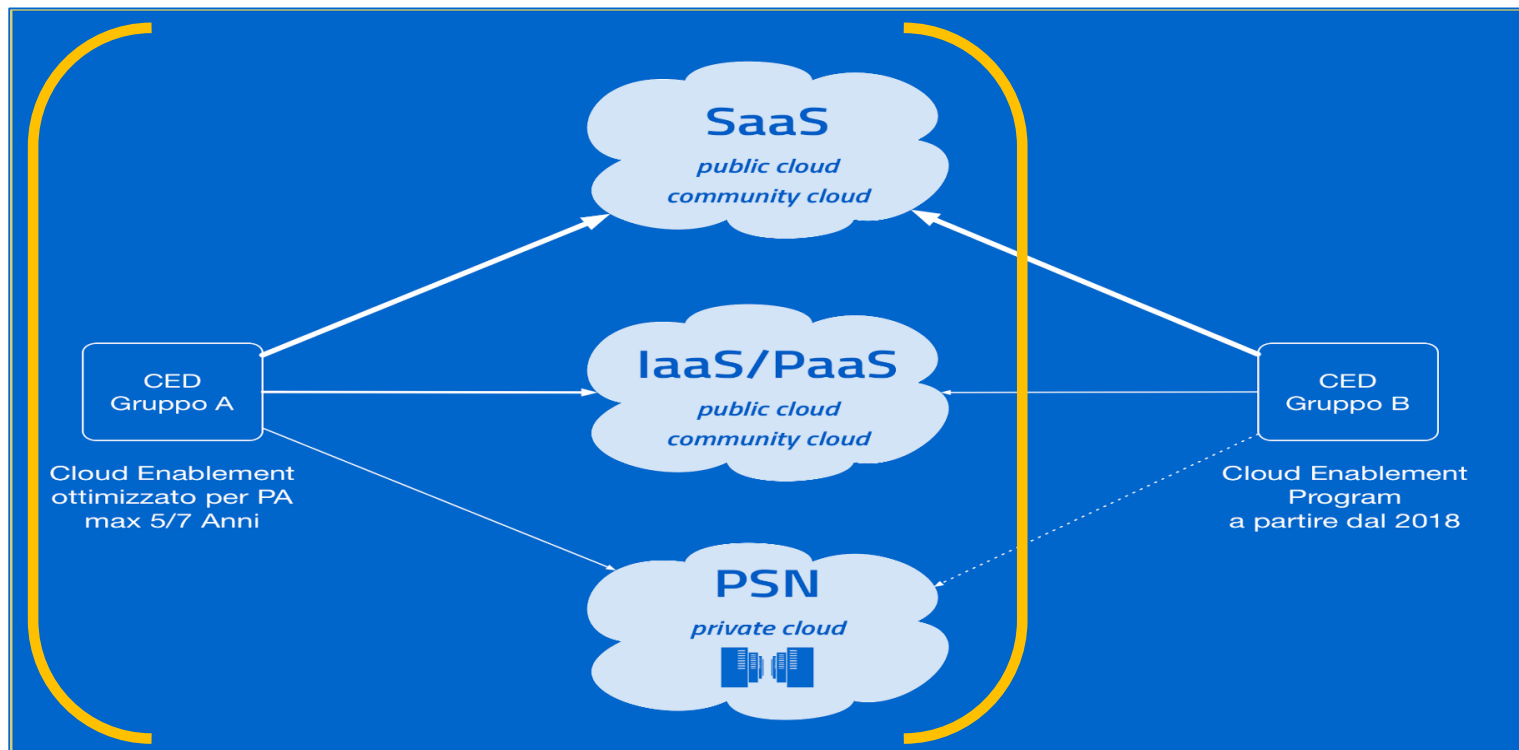 SaaS
public cloud
community cloud
CED
Gruppo A
Cloud Enablement
ottimizzato per PA
max 5/7 Anni
IaaS/PaaS
public cloud
community cloud
CED
Gruppo B
Cloud Enablement
Program
a partire dal 2018
PSN
private cloud